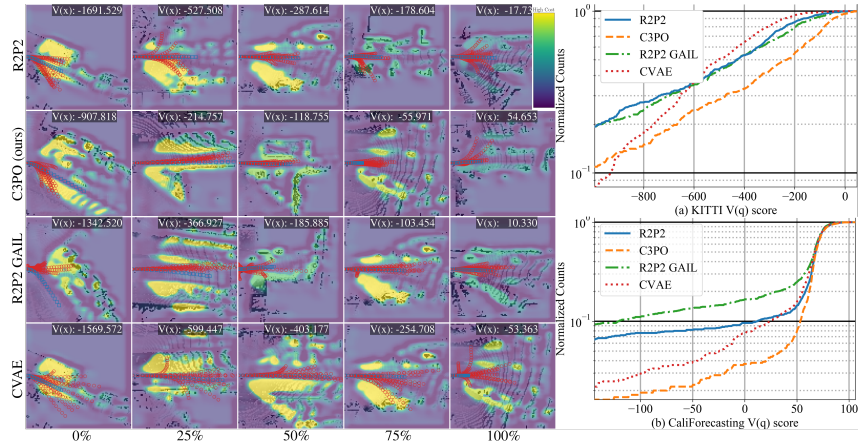 V(x): -1691.529 V(x): -527.508 V(x): -287.614 V(x): -178.604 V(x): -17.73
High Cost
R2P2
V(x): -907.818 V(x): -214.757 V(x): -118.755 V(x): -55.971 V(x): 54.653
C3PO (ours)
V(x): -1342.520 V(x): -366.927 V(x): -185.885 V(x): -103.454 V(x): 10.330
R2P2 GAIL
V(x): -1569.572 V(x): -599.447 V(x): -403.177 V(x): -254.708 V(x): -53.363
CVAE
0% 25% 50% 75% 100%
10⁰
R2P2
C3PO
R2P2 GAIL
CVAE
Normalized Counts
10⁻¹
−800 −600 −400 −200 0
(a) KITTI V(q) score
10⁰
R2P2
C3PO
R2P2 GAIL
CVAE
Normalized Counts
10⁻¹
−100 −50 0 50 100
(b) CaliForecasting V(q) score